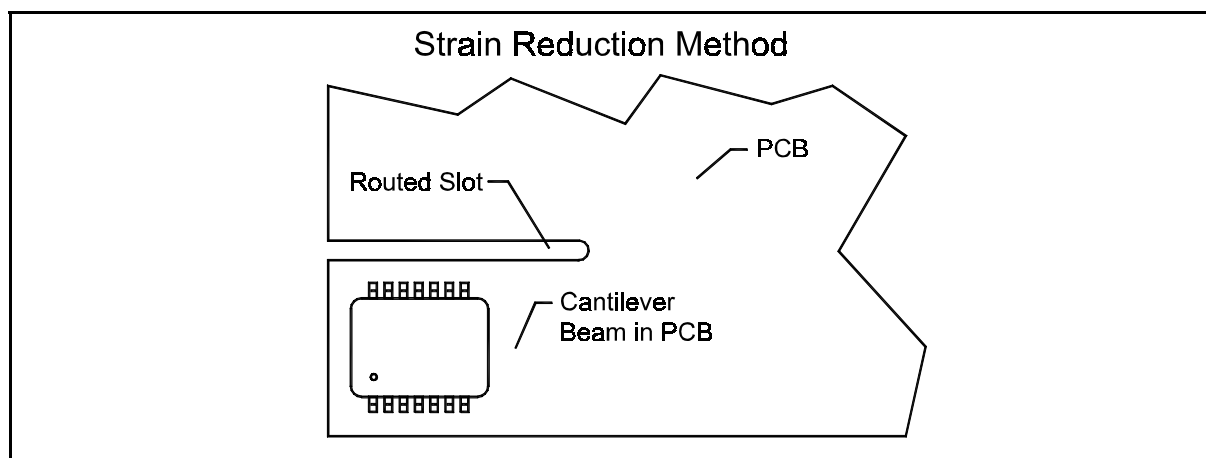 Strain Reduction Method
PCB
Routed Slot
Cantilever
Beam in PCB